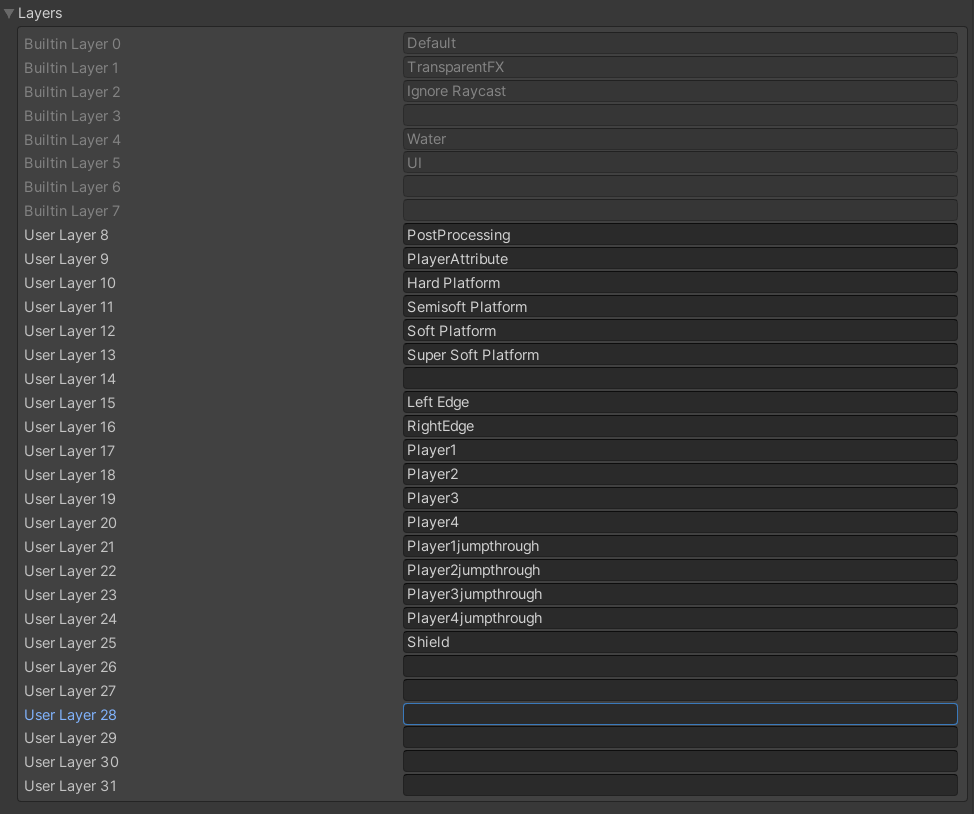 Layers
Builtin Layer 0 Default
Builtin Layer 1 TransparentFX
Builtin Layer 2 Ignore Raycast
Builtin Layer 3
Builtin Layer 4 Water
Builtin Layer 5 UI
Builtin Layer 6
Builtin Layer 7
User Layer 8 PostProcessing
User Layer 9 PlayerAttribute
User Layer 10 Hard Platform
User Layer 11 Semisoft Platform
User Layer 12 Soft Platform
User Layer 13 Super Soft Platform
User Layer 14
User Layer 15 Left Edge
User Layer 16 RightEdge
User Layer 17 Player1
User Layer 18 Player2
User Layer 19 Player3
User Layer 20 Player4
User Layer 21 Player1jumpthrough
User Layer 22 Player2jumpthrough
User Layer 23 Player3jumpthrough
User Layer 24 Player4jumpthrough
User Layer 25 Shield
User Layer 26
User Layer 27
User Layer 28
User Layer 29
User Layer 30
User Layer 31